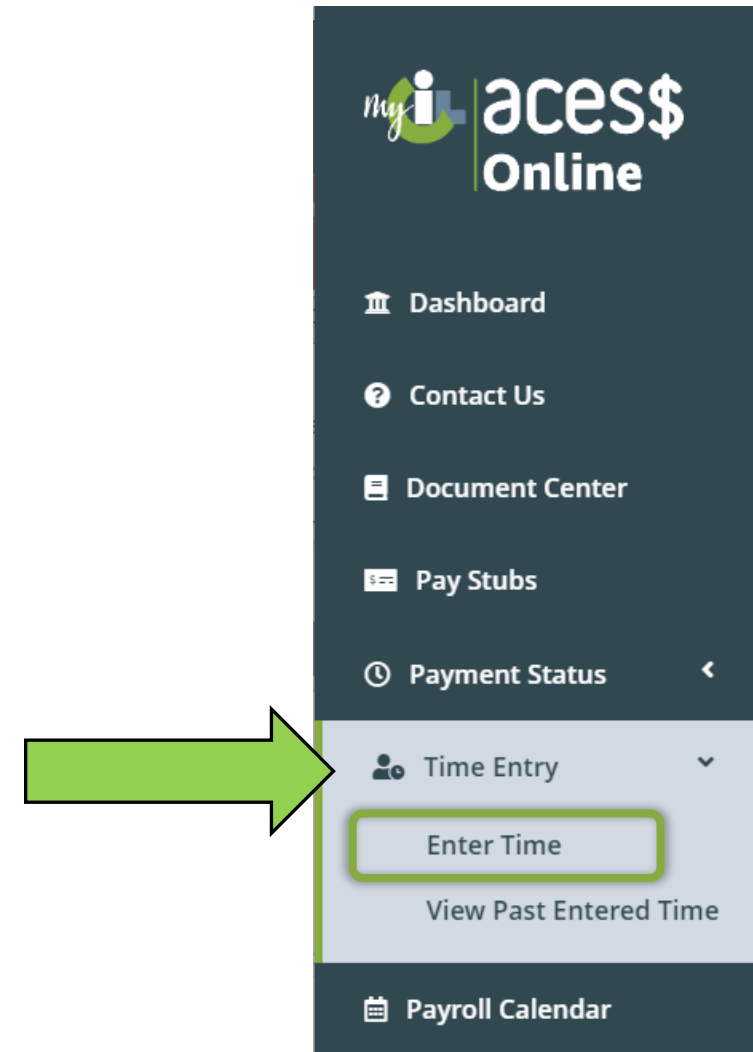 my CiL aces$
Online
Dashboard
Contact Us
Document Center
Pay Stubs
Payment Status
Time Entry
Enter Time
View Past Entered Time
Payroll Calendar